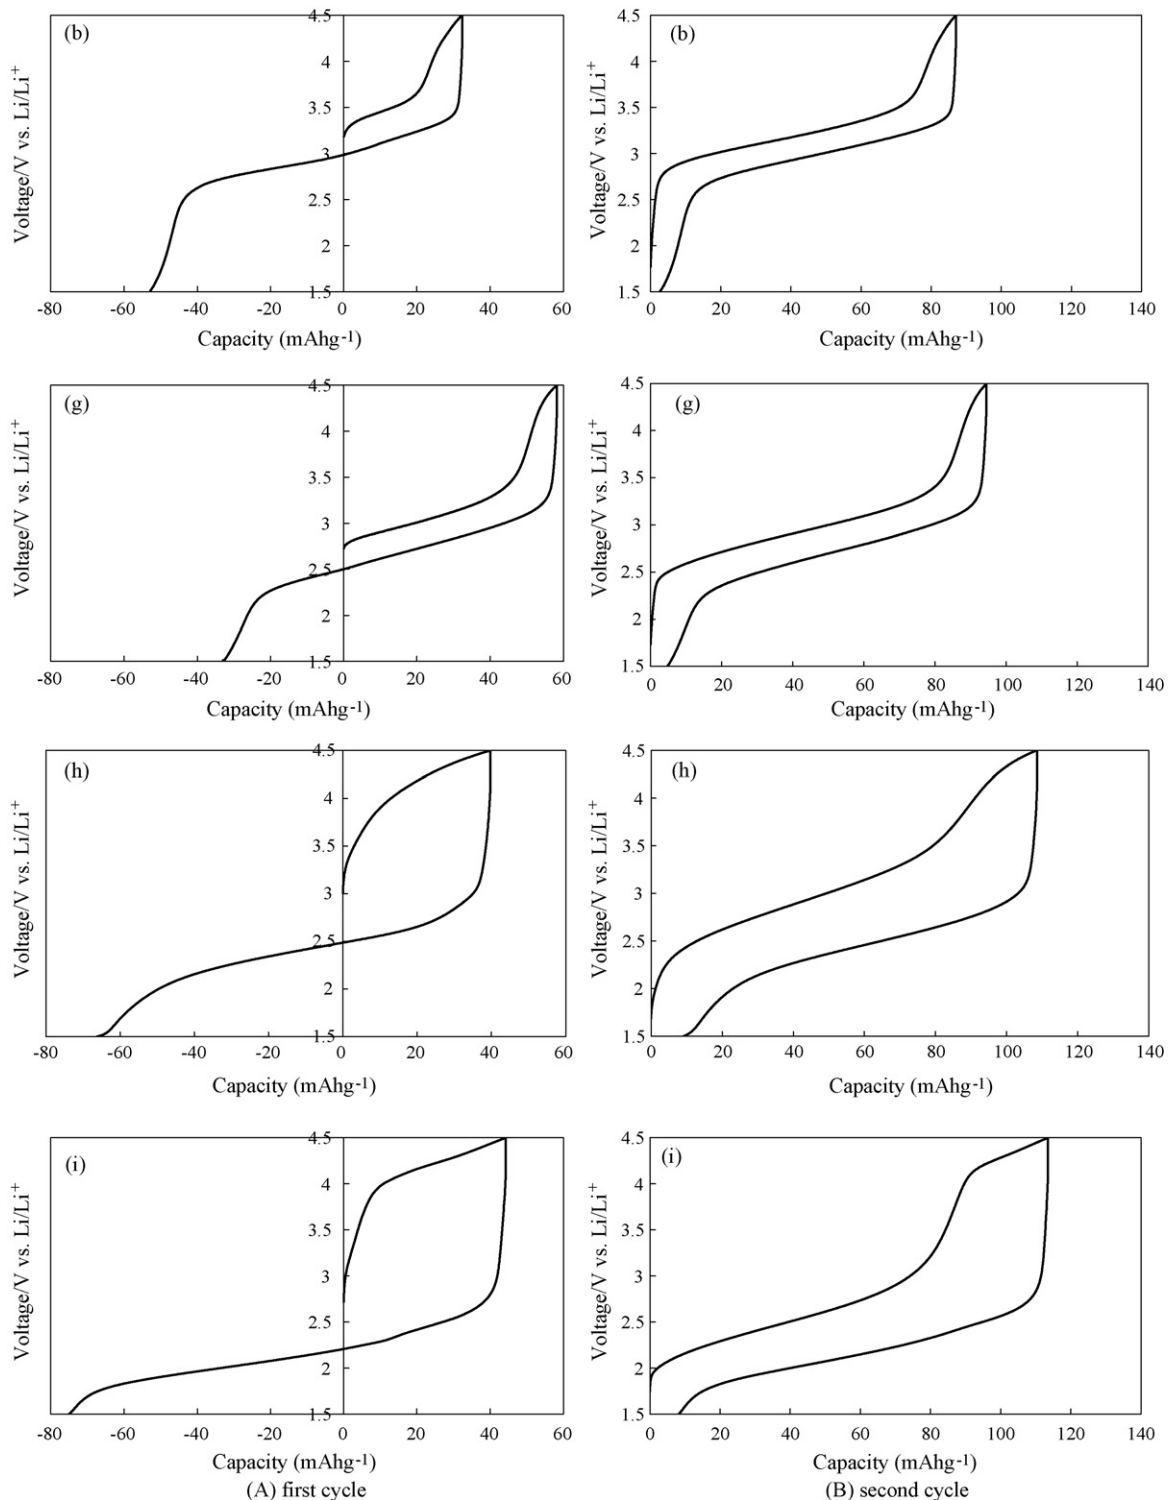 (b)
Voltage/V vs. Li/Li+
4.5
4
3.5
3
2.5
2
1.5
-80 -60 -40 -20 0 20 40 60
Capacity (mAhg-1)
(b)
Voltage/V vs. Li/Li+
4.5
4
3.5
3
2.5
2
1.5
0 20 40 60 80 100 120 140
Capacity (mAhg-1)
(g)
Voltage/V vs. Li/Li+
4.5
4
3.5
3
2.5
2
1.5
-80 -60 -40 -20 0 20 40 60
Capacity (mAhg-1)
(g)
Voltage/V vs. Li/Li+
4.5
4
3.5
3
2.5
2
1.5
0 20 40 60 80 100 120 140
Capacity (mAhg-1)
(h)
Voltage/V vs. Li/Li+
4.5
4
3.5
3
2.5
2
1.5
-80 -60 -40 -20 0 20 40 60
Capacity (mAhg-1)
(h)
Voltage/V vs. Li/Li+
4.5
4
3.5
3
2.5
2
1.5
0 20 40 60 80 100 120 140
Capacity (mAhg-1)
(i)
Voltage/V vs. Li/Li+
4.5
4
3.5
3
2.5
2
1.5
-80 -60 -40 -20 0 20 40 60
Capacity (mAhg-1)
(A) first cycle
(i)
Voltage/V vs. Li/Li+
4.5
4
3.5
3
2.5
2
1.5
0 20 40 60 80 100 120 140
Capacity (mAhg-1)
(B) second cycle